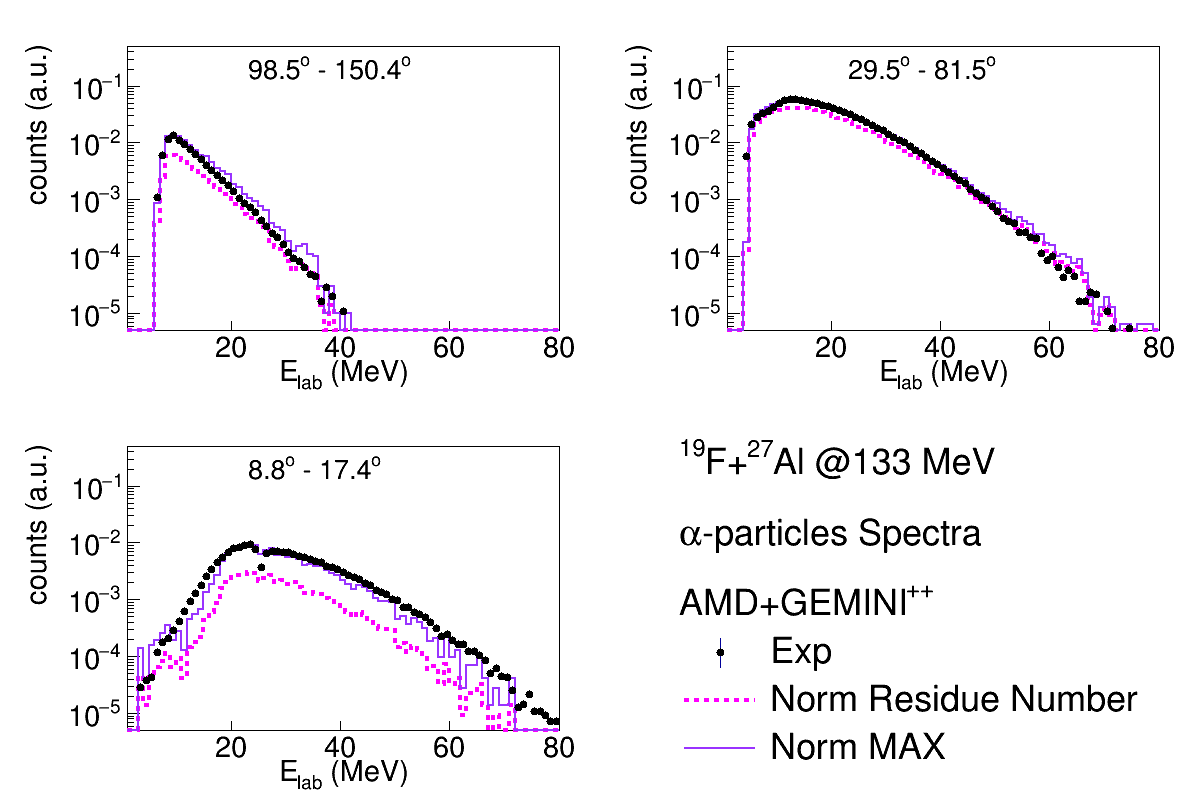 98.5° - 150.4°
counts (a.u.)
10⁻¹
10⁻²
10⁻³
10⁻⁴
10⁻⁵
20 40 60 80
E_lab (MeV)
29.5° - 81.5°
counts (a.u.)
10⁻¹
10⁻²
10⁻³
10⁻⁴
10⁻⁵
20 40 60 80
E_lab (MeV)
8.8° - 17.4°
counts (a.u.)
10⁻¹
10⁻²
10⁻³
10⁻⁴
10⁻⁵
20 40 60 80
E_lab (MeV)
¹⁹F+²⁷Al @133 MeV
α-particles Spectra
AMD+GEMINI⁺⁺
Exp
Norm Residue Number
Norm MAX